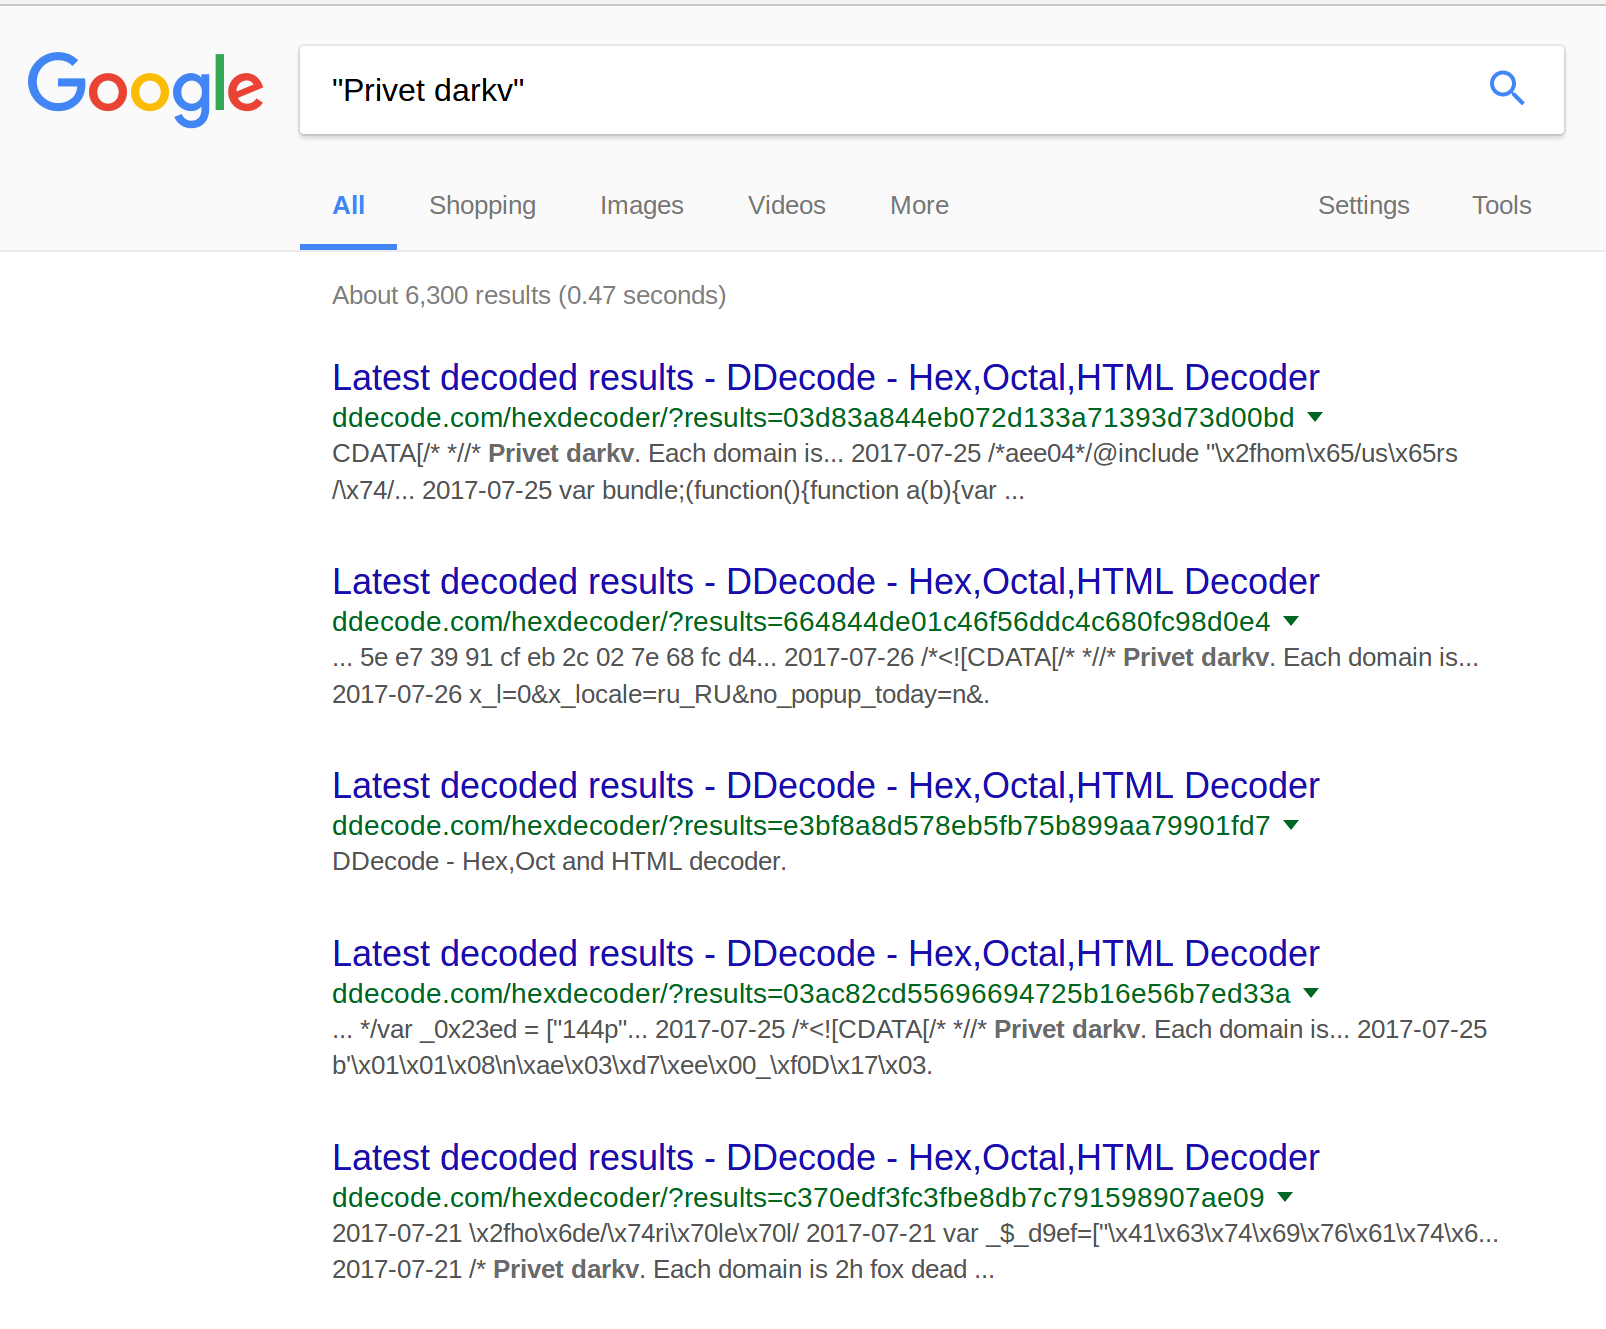 Google
"Privet darkv"
All Shopping Images Videos More Settings Tools
About 6,300 results (0.47 seconds)
Latest decoded results - DDecode - Hex,Octal,HTML Decoder
ddecode.com/hexdecoder/?results=03d83a844eb072d133a71393d73d00bd
CDATA[/* *//* Privet darkv. Each domain is... 2017-07-25 /*aee04*/@include "\x2fhom\x65/us\x65rs
/\x74/... 2017-07-25 var bundle;(function(){function a(b){var ...
Latest decoded results - DDecode - Hex,Octal,HTML Decoder
ddecode.com/hexdecoder/?results=664844de01c46f56ddc4c680fc98d0e4
... 5e e7 39 91 cf eb 2c 02 7e 68 fc d4... 2017-07-26 /*<![CDATA[/* *//* Privet darkv. Each domain is...
2017-07-26 x_l=0&x_locale=ru_RU&no_popup_today=n&.
Latest decoded results - DDecode - Hex,Octal,HTML Decoder
ddecode.com/hexdecoder/?results=e3bf8a8d578eb5fb75b899aa79901fd7
DDecode - Hex,Oct and HTML decoder.
Latest decoded results - DDecode - Hex,Octal,HTML Decoder
ddecode.com/hexdecoder/?results=03ac82cd55696694725b16e56b7ed33a
... */var _0x23ed = ["144p"... 2017-07-25 /*<![CDATA[/* *//* Privet darkv. Each domain is... 2017-07-25
b'\x01\x01\x08\n\xae\x03\xd7\xee\x00_\xf0D\x17\x03.
Latest decoded results - DDecode - Hex,Octal,HTML Decoder
ddecode.com/hexdecoder/?results=c370edf3fc3fbe8db7c791598907ae09
2017-07-21 \x2fho\x6de/\x74ri\x70le\x70l/ 2017-07-21 var _$_d9ef=["\x41\x63\x74\x69\x76\x61\x74\x6...
2017-07-21 /* Privet darkv. Each domain is 2h fox dead ...